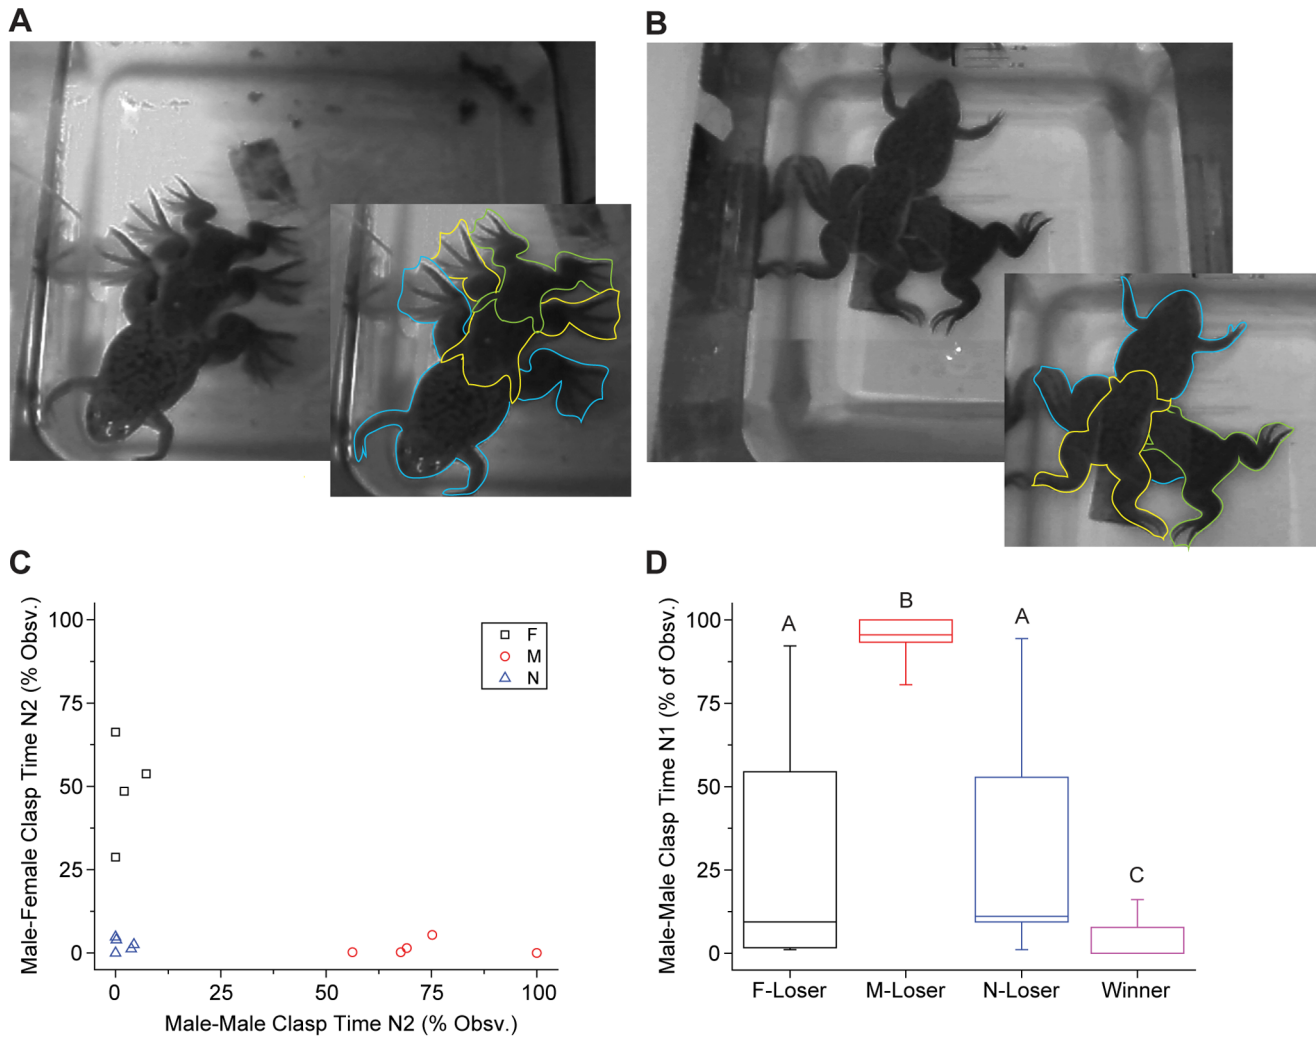 A
B
C
Male-Female Clasp Time N2 (% Obsv.)
100
75
50
25
0
F
M
N
0
25
50
75
100
Male-Male Clasp Time N2 (% Obsv.)
D
Male-Male Clasp Time N1 (% of Obsv.)
100
75
50
25
0
A
B
A
C
F-Loser
M-Loser
N-Loser
Winner